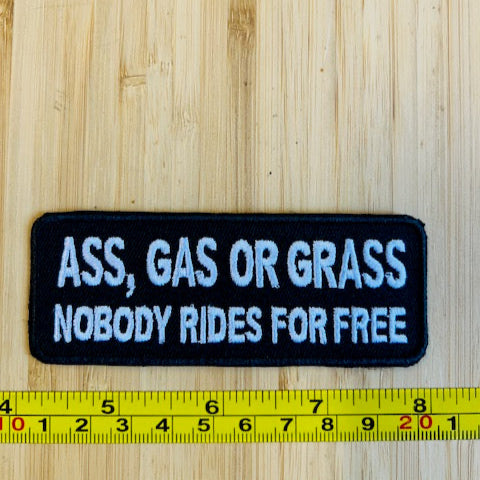 ASS, GAS OR GRASS
NOBODY RIDES FOR FREE
4 5 6 7 8
10 1 2 3 4 5 6 7 8 9 20 1